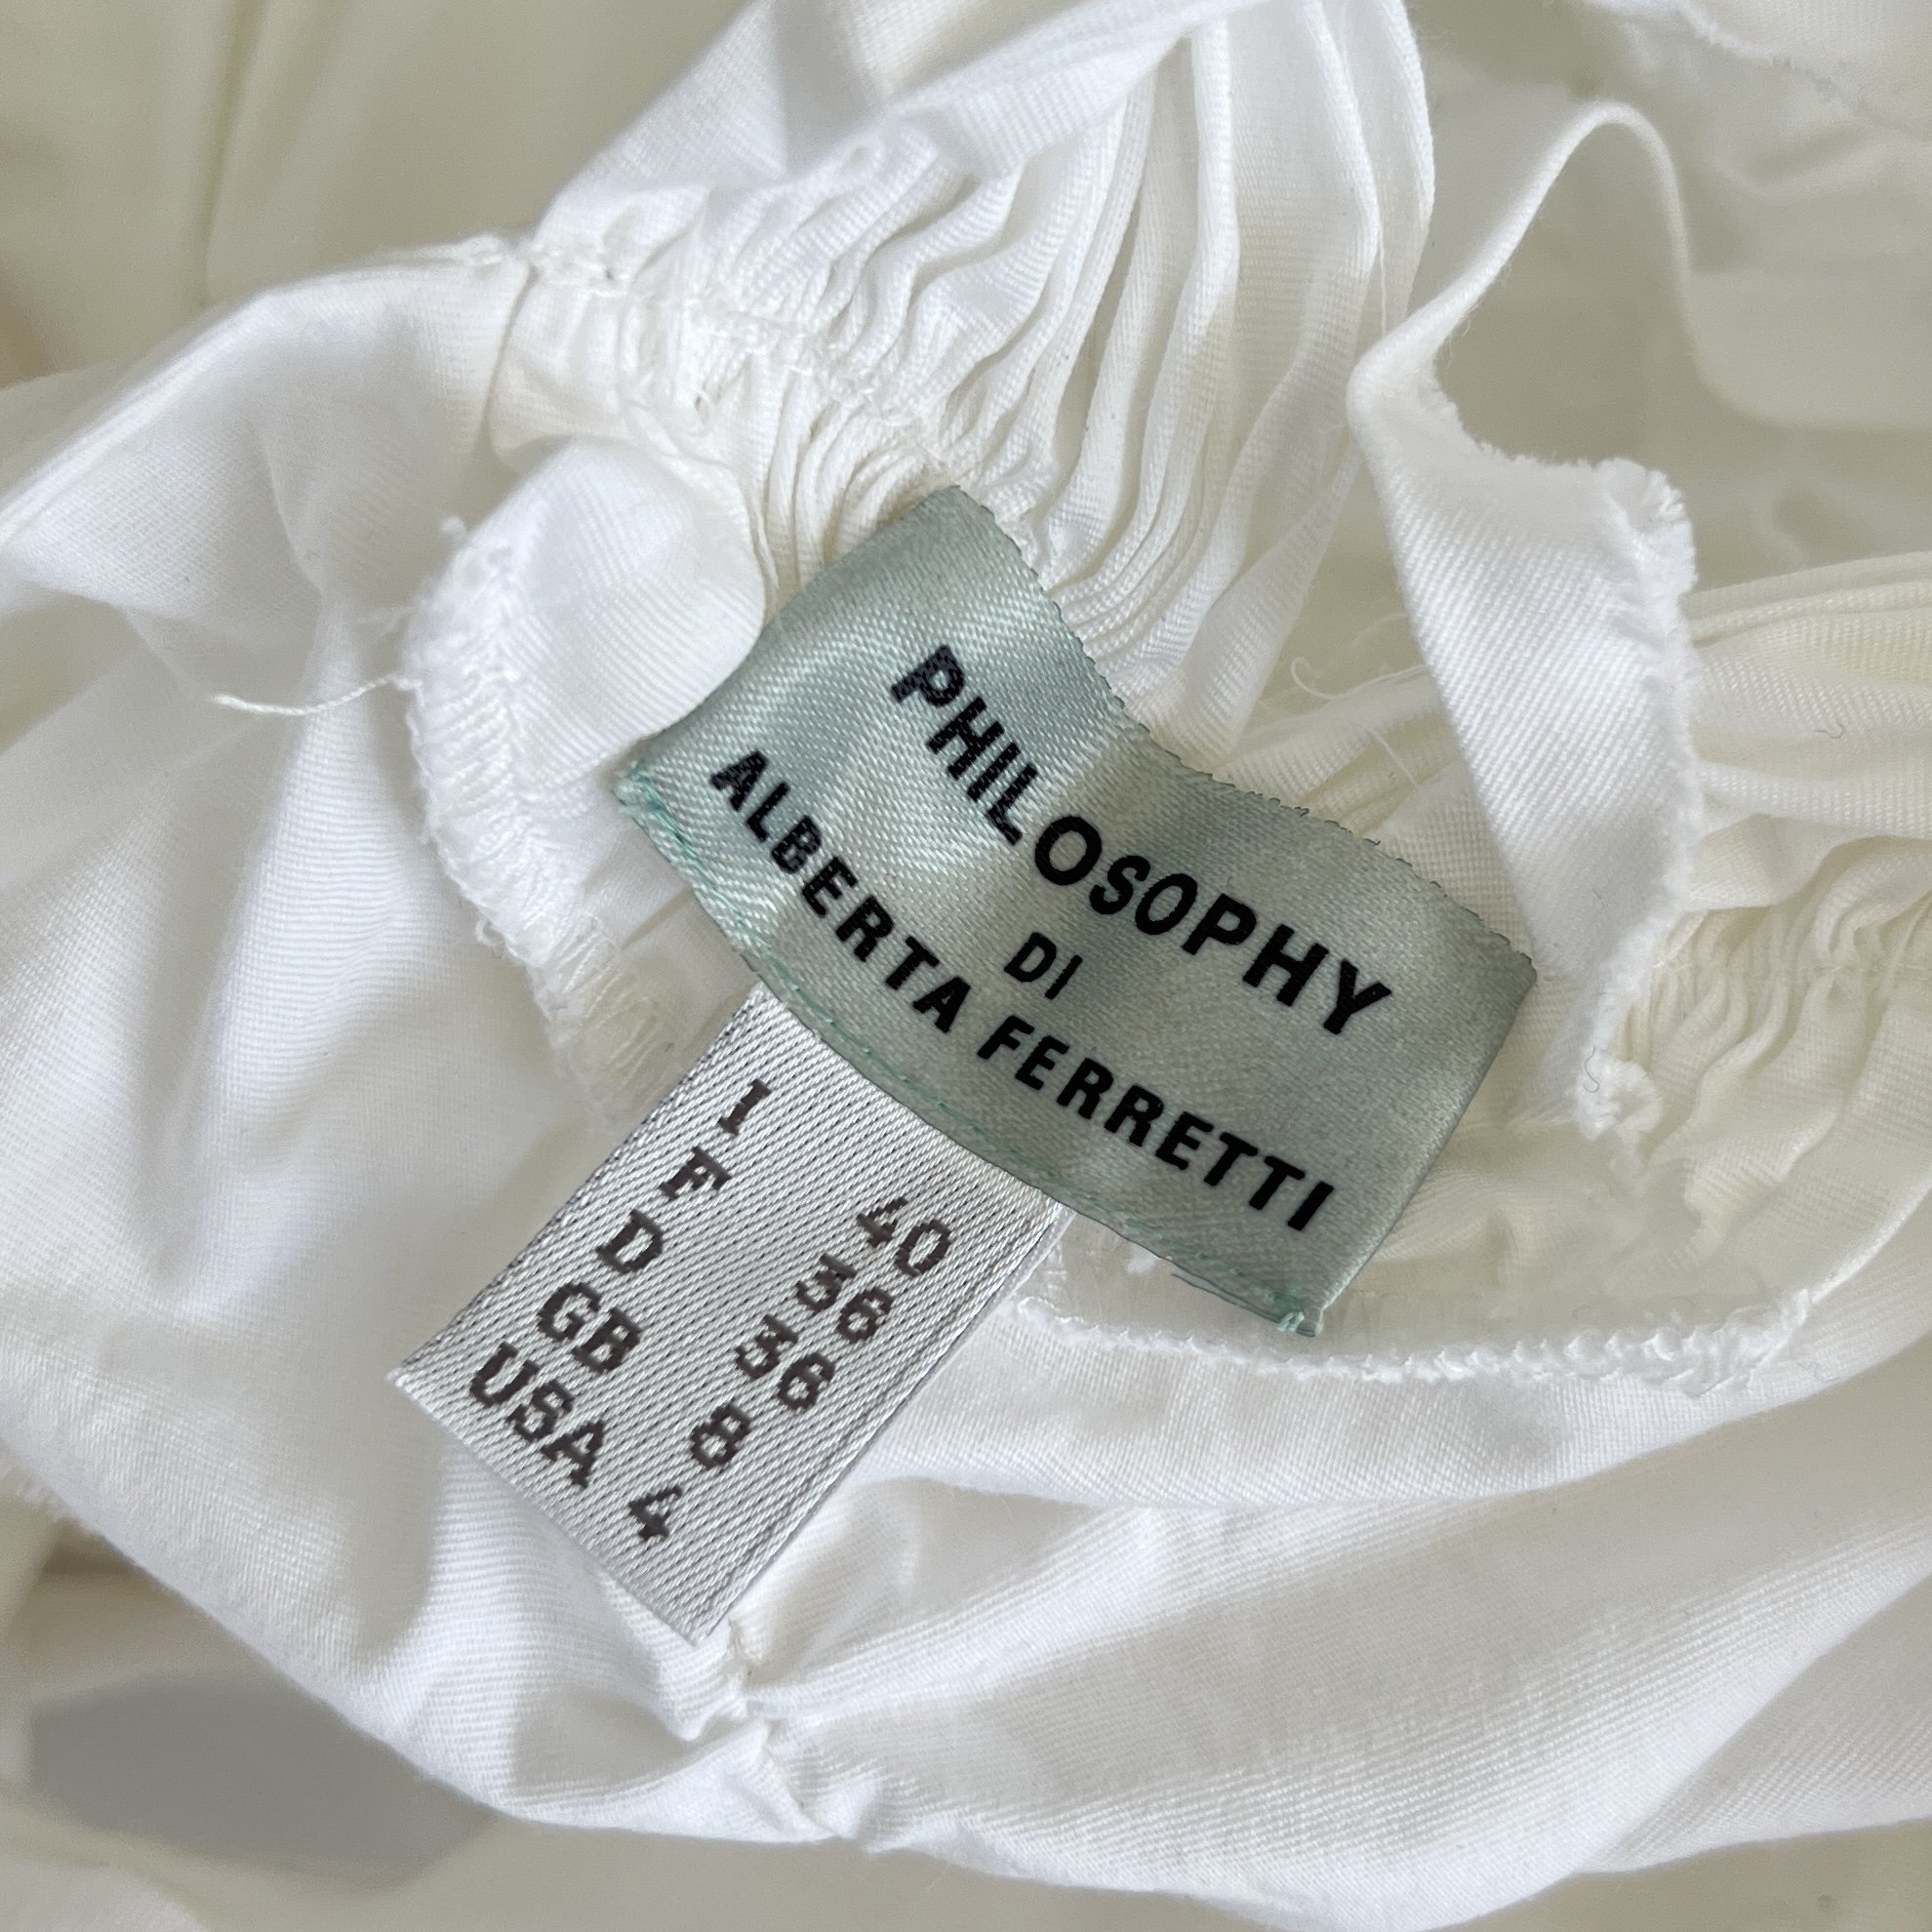 PHILOSOPHY
DI
ALBERTA FERRETTI
I 40
F 36
D 36
GB 8
USA 4